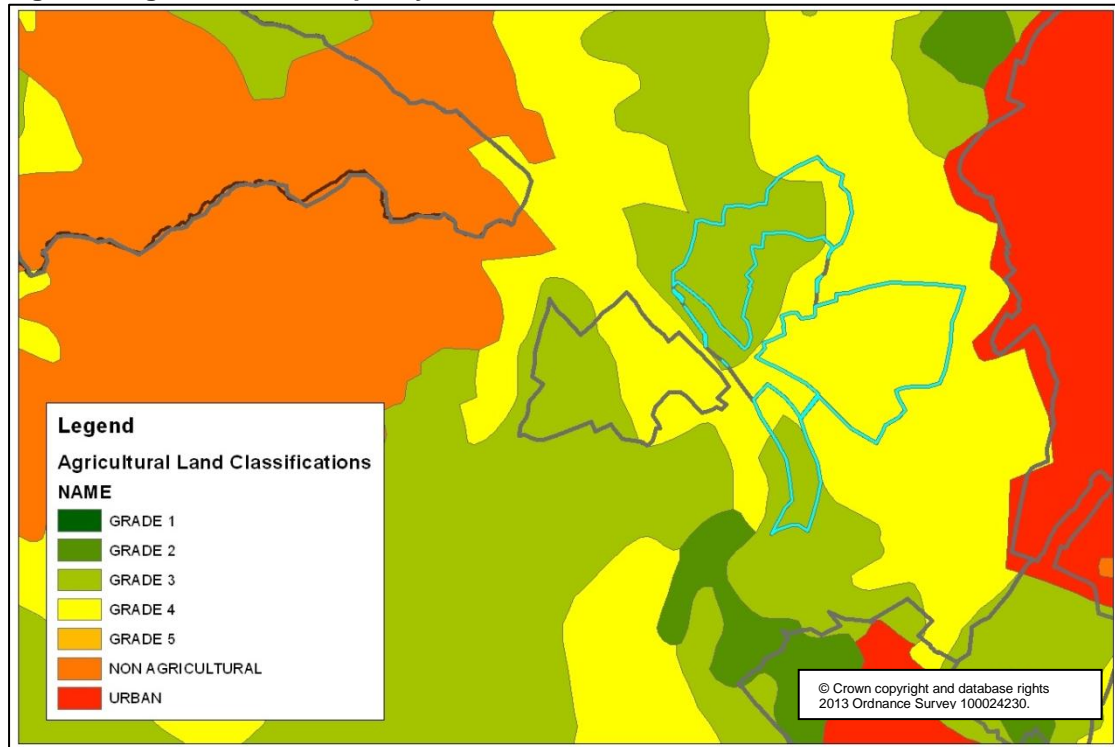 Legend
Agricultural Land Classifications
NAME
GRADE 1
GRADE 2
GRADE 3
GRADE 4
GRADE 5
NON AGRICULTURAL
URBAN
© Crown copyright and database rights
2013 Ordnance Survey 100024230.